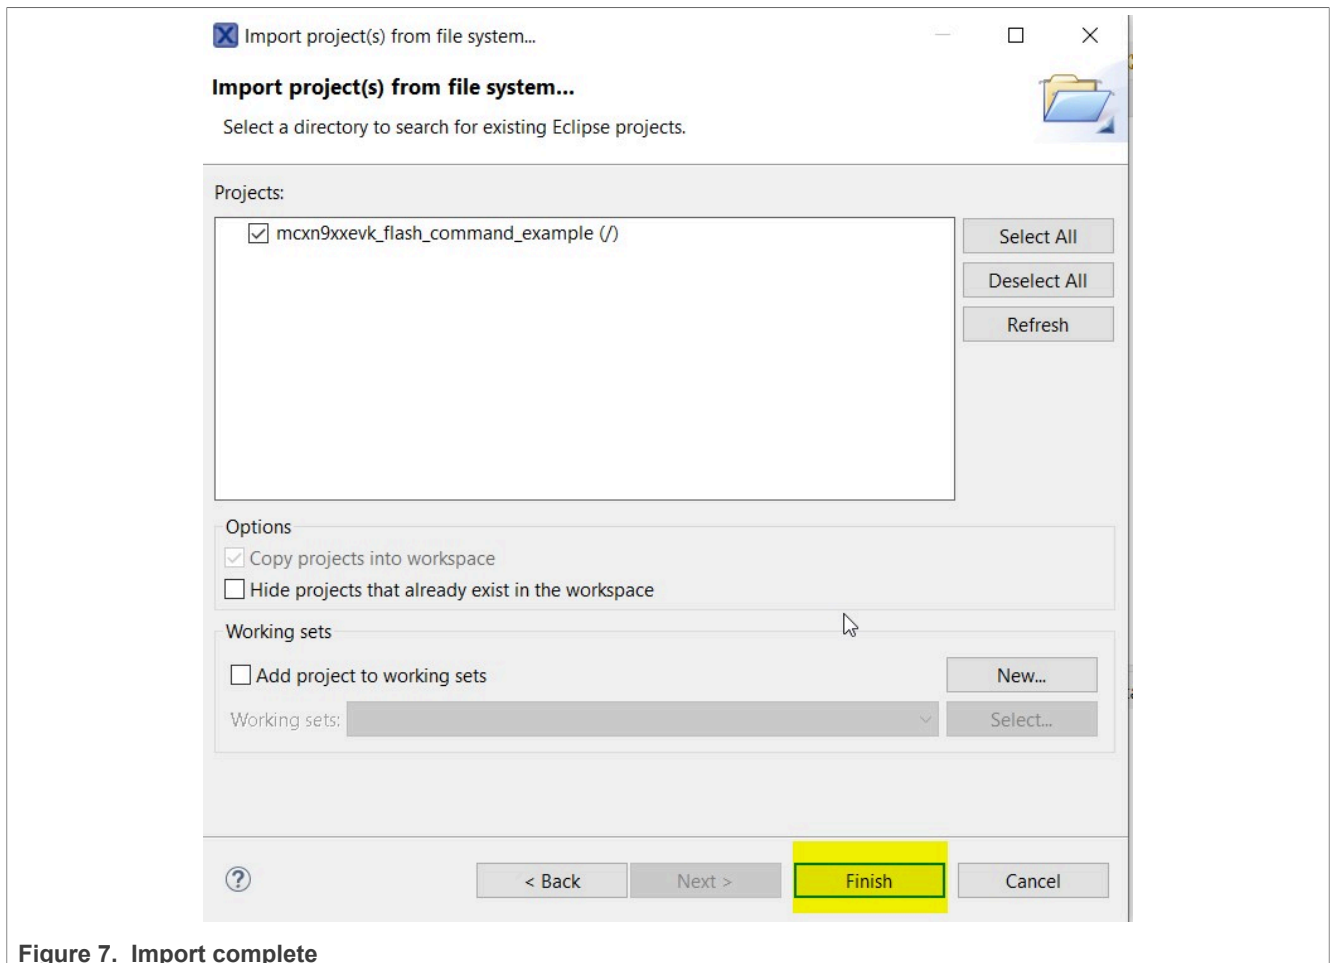 Import project(s) from file system...
Import project(s) from file system...
Select a directory to search for existing Eclipse projects.
Projects:
mcxn9xxevk_flash_command_example (/)
Select All
Deselect All
Refresh
Options
Copy projects into workspace
Hide projects that already exist in the workspace
Working sets
Add project to working sets
New...
Working sets:
Select...
?
< Back
Next >
Finish
Cancel
Figure 7. Import complete